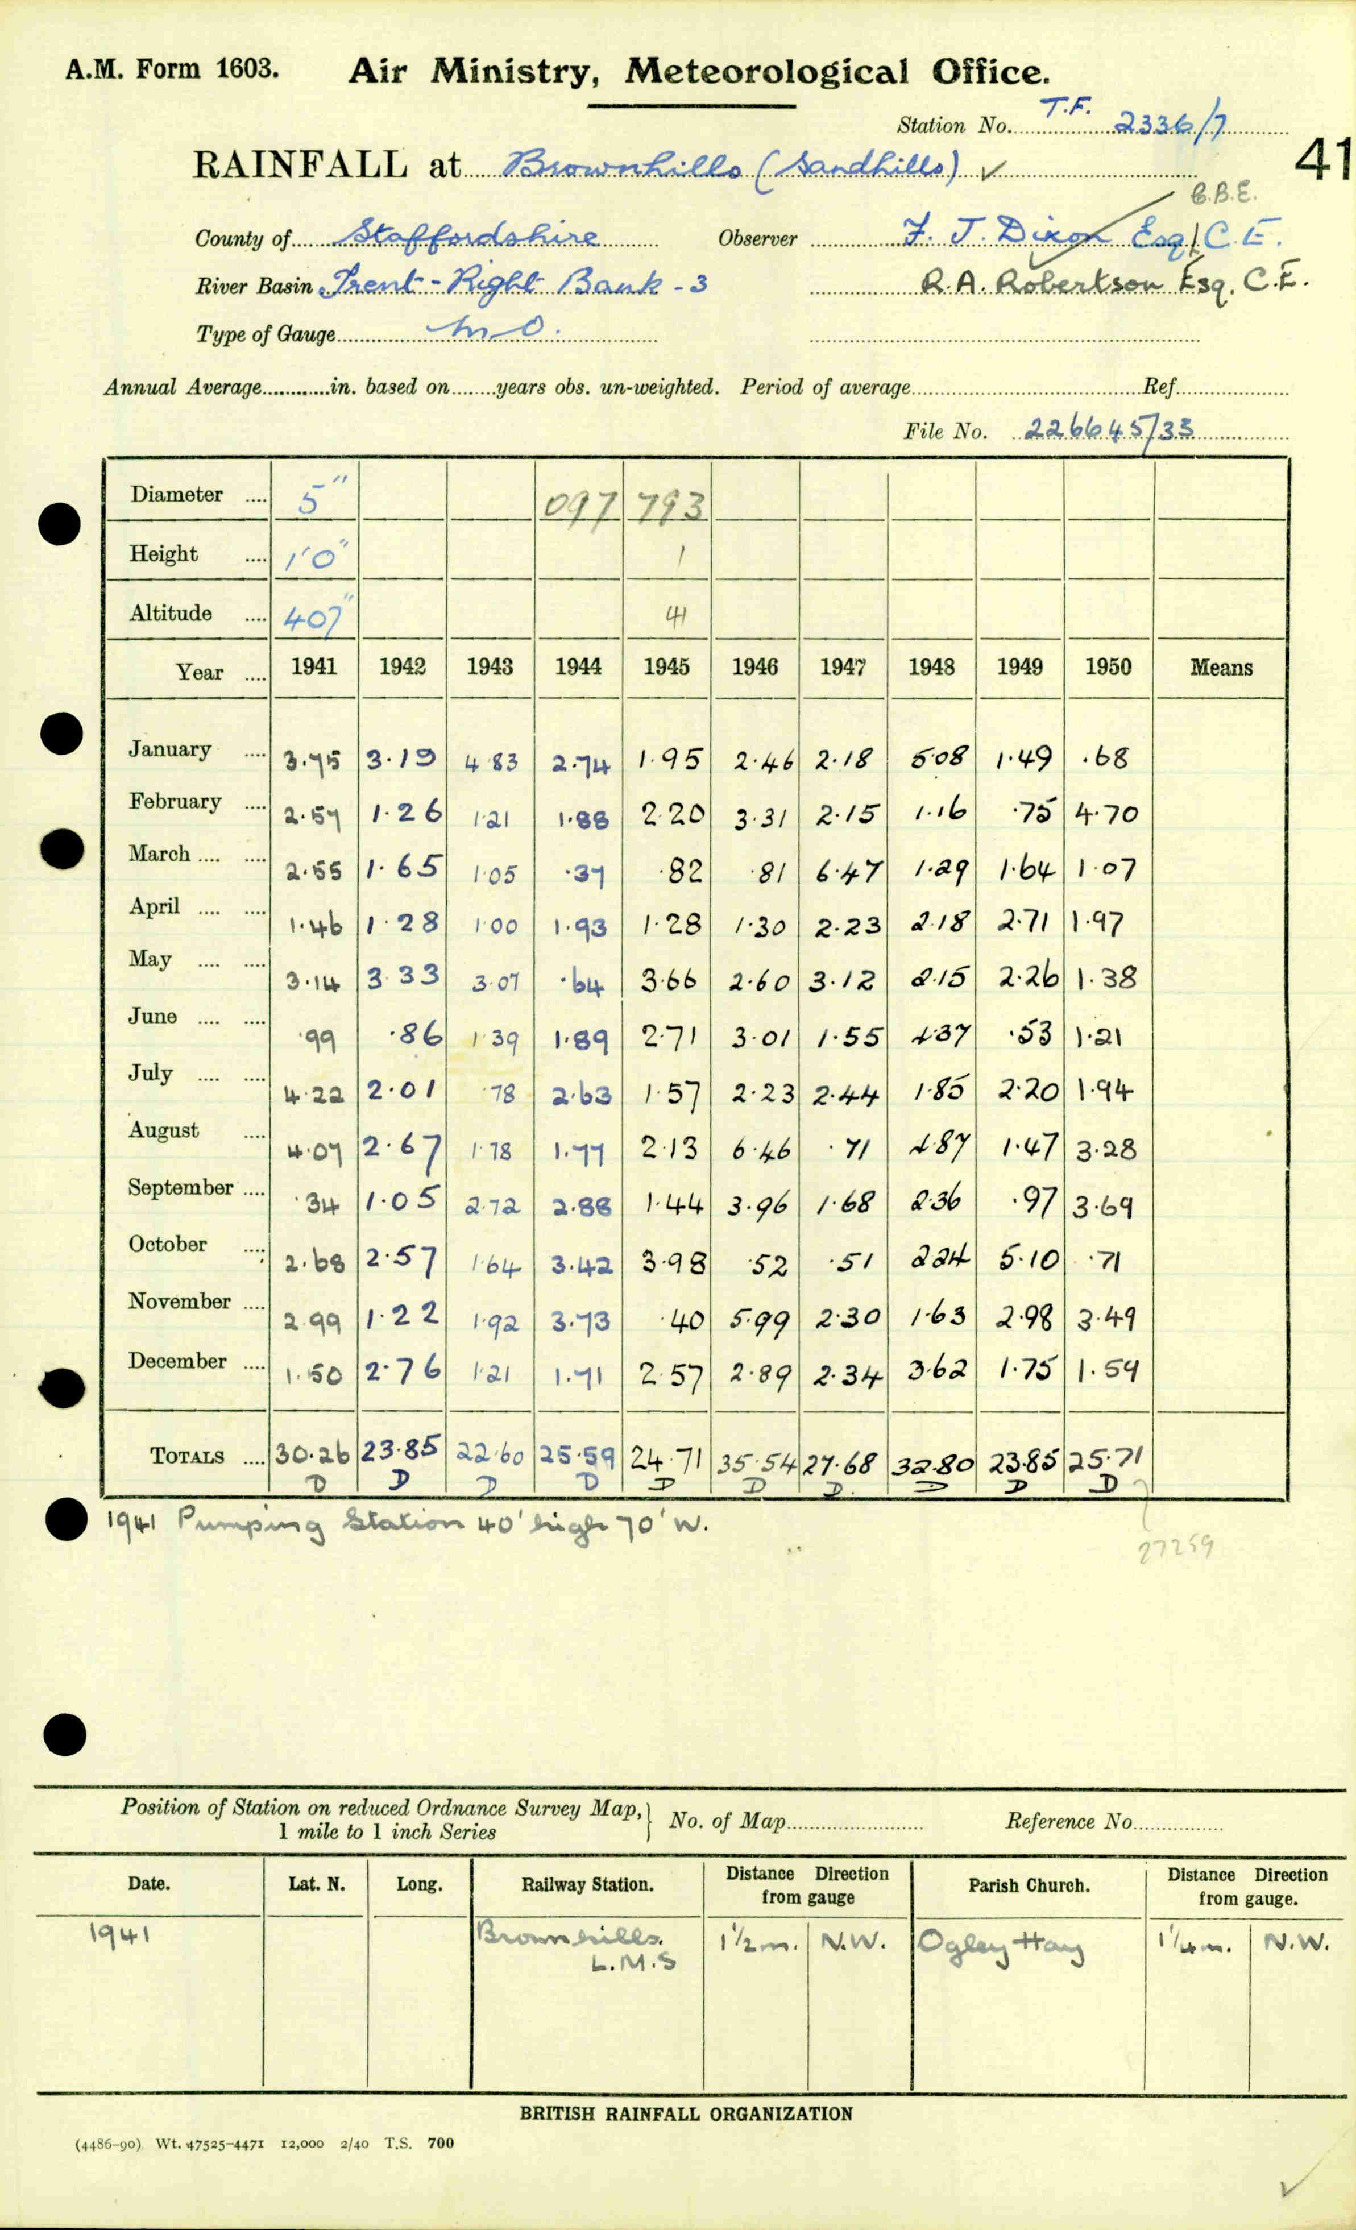 A.M. Form 1603. Air Ministry, Meteorological Office.
Station No. T.F. 2336/7
RAINFALL at Brownhills (Sandhills) ✓ 41
C.B.E.
County of Staffordshire Observer F. J. Dixon Esq C.E.
River Basin Trent - Right Bank - 3 R.A. Robertson Esq. C.E.
Type of Gauge M O.
Annual Average............in. based on........years obs. un-weighted. Period of average........Ref........
File No. 226645/33
Diameter .... 5" 097 793
Height .... 1'0" 1
Altitude .... 407" 41
Year .... 1941 1942 1943 1944 1945 1946 1947 1948 1949 1950 Means
January .... 3.75 3.19 4.83 2.74 1.95 2.46 2.18 5.08 1.49 .68
February .... 2.57 1.26 1.21 1.88 2.20 3.31 2.15 1.16 .75 4.70
March .... .... 2.55 1.65 1.05 .37 .82 .81 6.47 1.29 1.64 1.07
April .... .... 1.46 1.28 1.00 1.93 1.28 1.30 2.23 2.18 2.71 1.97
May .... .... 3.14 3.33 3.07 .64 3.66 2.60 3.12 2.15 2.26 1.38
June .... .... .99 .86 1.39 1.89 2.71 3.01 1.55 4.37 .53 1.21
July .... .... 4.22 2.01 .78 2.63 1.57 2.23 2.44 1.85 2.20 1.94
August .... 4.07 2.67 1.78 1.77 2.13 6.46 .71 4.87 1.47 3.28
September .... .34 1.05 2.72 2.88 1.44 3.96 1.68 2.36 .97 3.69
October .... 2.68 2.57 1.64 3.42 3.98 .52 .51 2.24 5.10 .71
November .... 2.99 1.22 1.92 3.73 .40 5.99 2.30 1.63 2.98 3.49
December .... 1.50 2.76 1.21 1.71 2.57 2.89 2.34 3.62 1.75 1.59
TOTALS .... 30.26 23.85 22.60 25.59 24.71 35.54 27.68 32.80 23.85 25.71
D D D D D D D. D D D
1941 Pumping Station 40' high 70' W.
27259
Position of Station on reduced Ordnance Survey Map, No. of Map........ Reference No........
1 mile to 1 inch Series
Date. Lat. N. Long. Railway Station. Distance Direction from gauge Parish Church. Distance Direction from gauge.
1941 Brownhills. L.M.S 1½ m. N.W. Ogley Hay 1¼ m. N.W.
BRITISH RAINFALL ORGANIZATION
(4486-90) Wt. 47525-4471 12,000 2/40 T.S. 700
✓